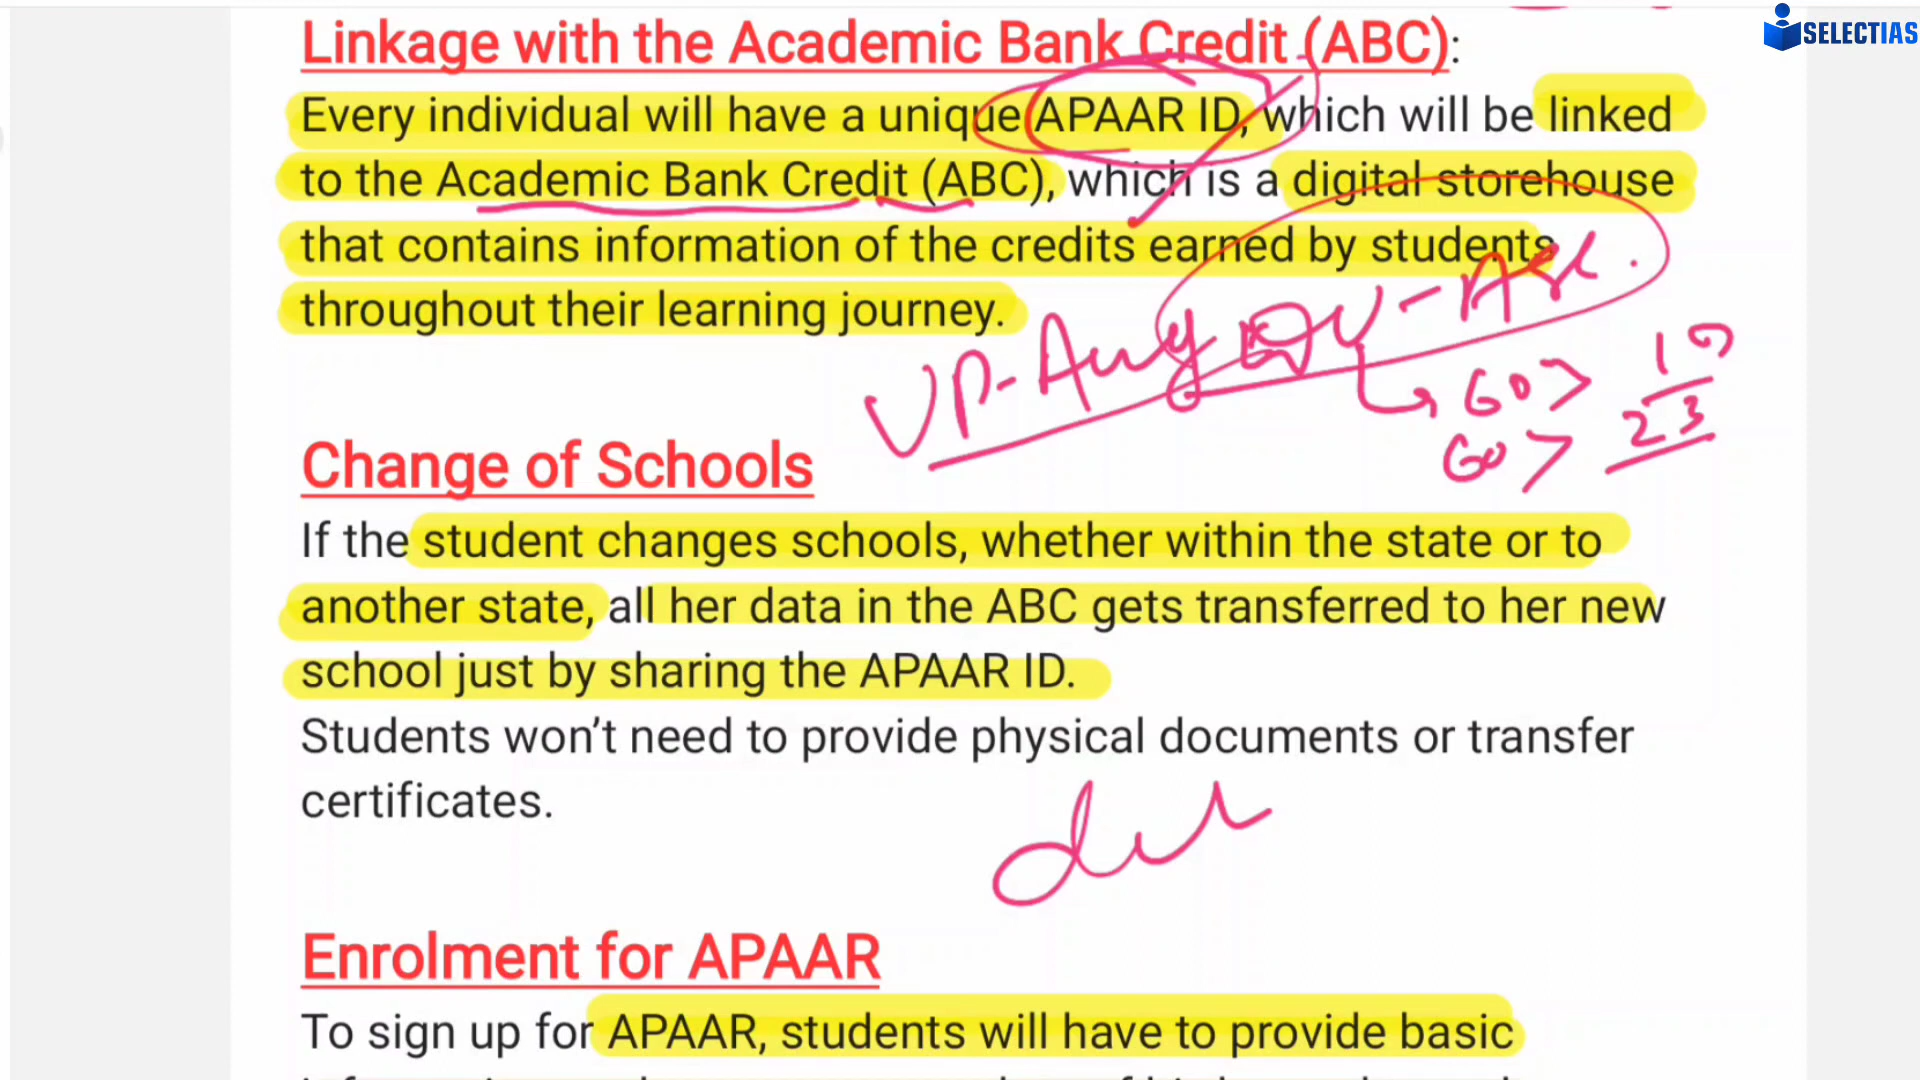 SELECTIAS
Linkage with the Academic Bank Credit (ABC):
Every individual will have a unique APAAR ID, which will be linked
to the Academic Bank Credit (ABC), which is a digital storehouse
that contains information of the credits earned by students
throughout their learning journey.
Change of Schools
If the student changes schools, whether within the state or to
another state, all her data in the ABC gets transferred to her new
school just by sharing the APAAR ID.
Students won’t need to provide physical documents or transfer
certificates.
Enrolment for APAAR
To sign up for APAAR, students will have to provide basic